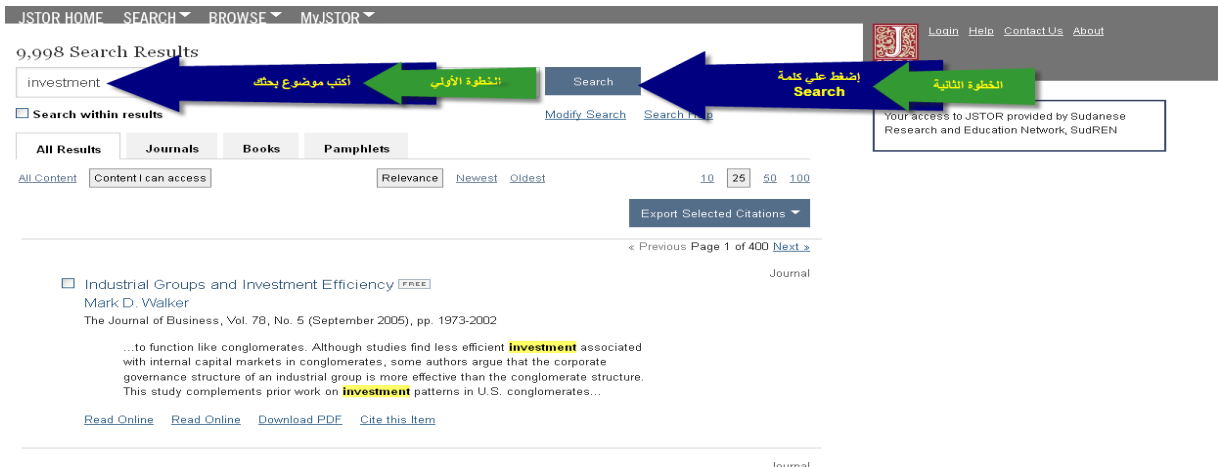 JSTOR HOME SEARCH BROWSE MyJSTOR
Login Help Contact Us About
9,998 Search Results
investment
أكتب موضوع بحثك
الخطوة الأولي
Search
إضغط علي كلمة
Search
الخطوة الثانية
Search within results
Modify Search Search Help
Your access to JSTOR provided by Sudanese
Research and Education Network, SudREN
All Results Journals Books Pamphlets
All Content Content I can access Relevance Newest Oldest 10 25 50 100
Export Selected Citations
« Previous Page 1 of 400 Next »
Journal
Industrial Groups and Investment Efficiency FREE
Mark D. Walker
The Journal of Business, Vol. 78, No. 5 (September 2005), pp. 1973-2002
...to function like conglomerates. Although studies find less efficient investment associated
with internal capital markets in conglomerates, some authors argue that the corporate
governance structure of an industrial group is more effective than the conglomerate structure.
This study complements prior work on investment patterns in U.S. conglomerates...
Read Online Read Online Download PDF Cite this Item
Journal